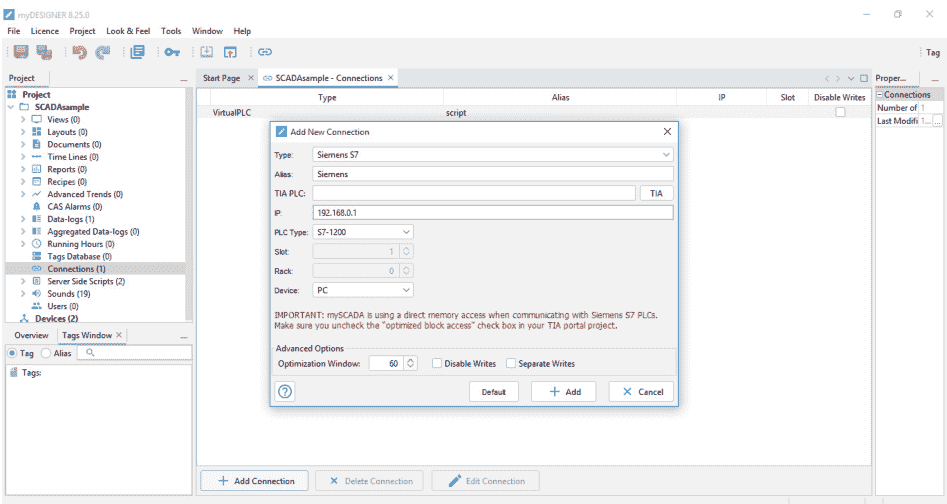 myDESIGNER 8.25.0
File Licence Project Look & Feel Tools Window Help
Tag
Project
Start Page
SCADAsample - Connections
Proper...
Project
SCADAsample
Views (0)
Layouts (0)
Documents (0)
Time Lines (0)
Reports (0)
Recipes (0)
Advanced Trends (0)
CAS Alarms (0)
Data-logs (1)
Aggregated Data-logs (0)
Running Hours (0)
Tags Database (0)
Connections (1)
Server Side Scripts (2)
Sounds (19)
Users (0)
Devices (2)
Overview Tags Window
Tag Alias
Tags:
Type Alias IP Slot Disable Writes
VirtualPLC script
Add New Connection
Type: Siemens S7
Alias: Siemens
TIA PLC: TIA
IP: 192.168.0.1
PLC Type: S7-1200
Slot: 1
Rack: 0
Device: PC
IMPORTANT: mySCADA is using a direct memory access when communicating with Siemens S7 PLCs.
Make sure you uncheck the "optimized block access" check box in your TIA portal project.
Advanced Options
Optimization Window: 60 Disable Writes Separate Writes
Default Add Cancel
Add Connection Delete Connection Edit Connection
Connections
Number of 1
Last Modifi 1... ...